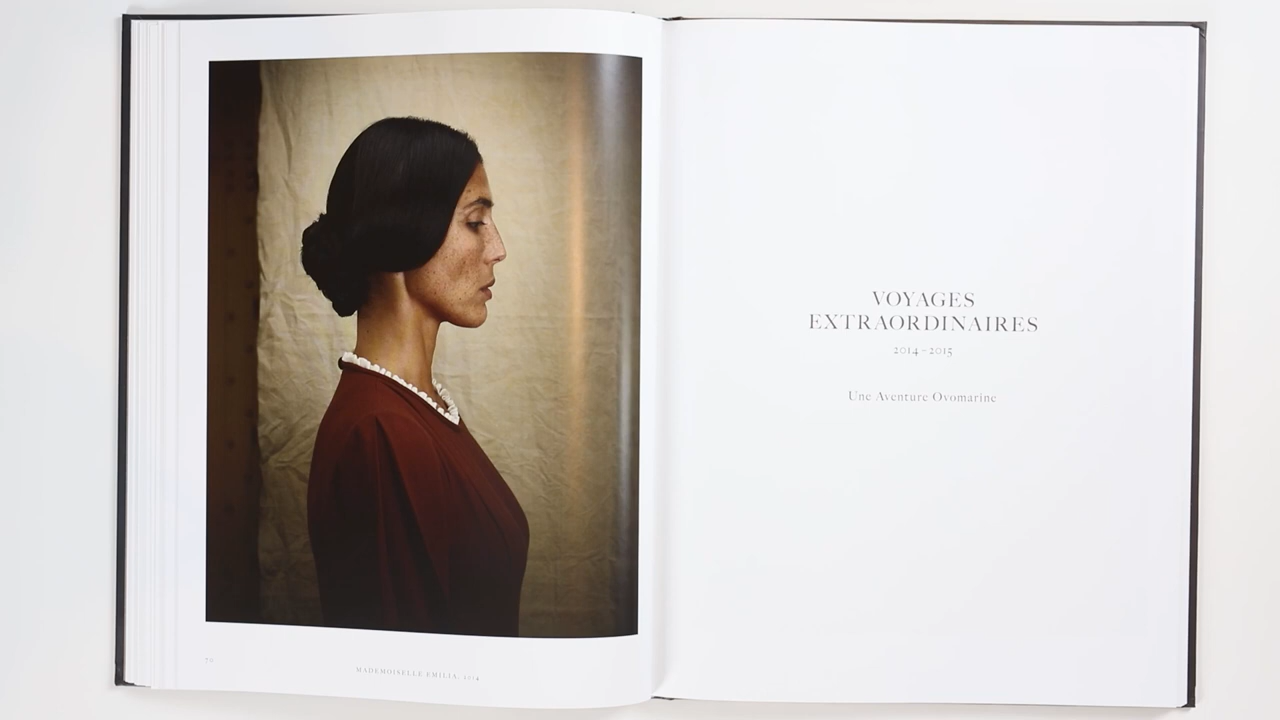 MADEMOISELLE EMILIA, 2014
VOYAGES
EXTRAORDINAIRES
2014–2015
Une Aventure Ovomarine